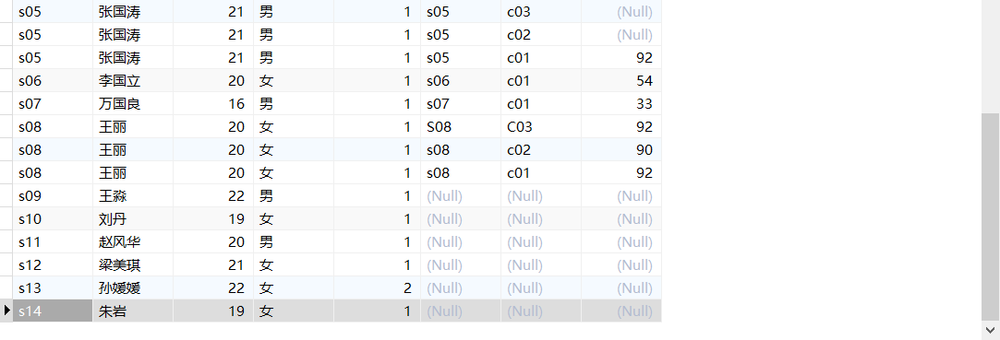 s05 张国涛 21 男 1 s05 c03 (Null)
s05 张国涛 21 男 1 s05 c02 (Null)
s05 张国涛 21 男 1 s05 c01 92
s06 李国立 20 女 1 s06 c01 54
s07 万国良 16 男 1 s07 c01 33
s08 王丽 20 女 1 S08 C03 92
s08 王丽 20 女 1 s08 c02 90
s08 王丽 20 女 1 s08 c01 92
s09 王淼 22 男 1 (Null) (Null) (Null)
s10 刘丹 19 女 1 (Null) (Null) (Null)
s11 赵风华 20 男 1 (Null) (Null) (Null)
s12 梁美琪 21 女 1 (Null) (Null) (Null)
s13 孙媛媛 22 女 2 (Null) (Null) (Null)
s14 朱岩 19 女 1 (Null) (Null) (Null)